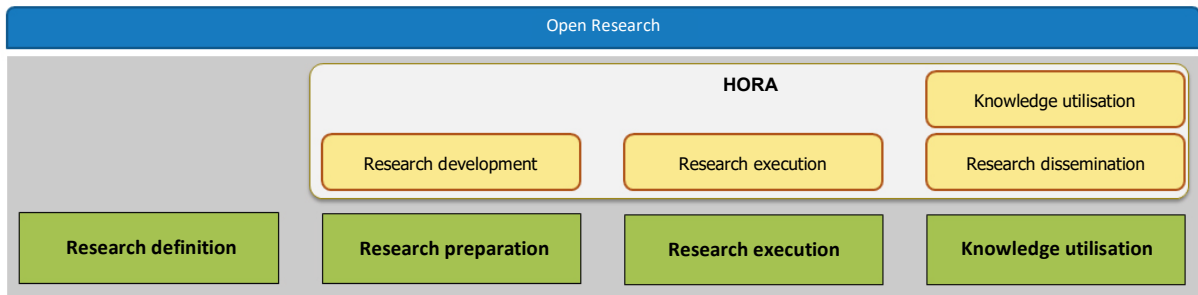 Open Research
HORA
Knowledge utilisation
Research development
Research execution
Research dissemination
Research definition
Research preparation
Research execution
Knowledge utilisation